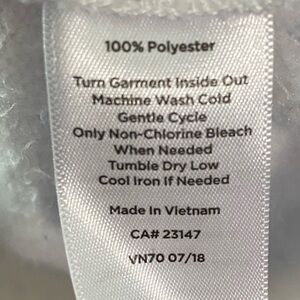 100% Polyester
Turn Garment Inside Out
Machine Wash Cold
Gentle Cycle
Only Non-Chlorine Bleach
When Needed
Tumble Dry Low
Cool Iron If Needed
Made In Vietnam
CA# 23147
VN70 07/18